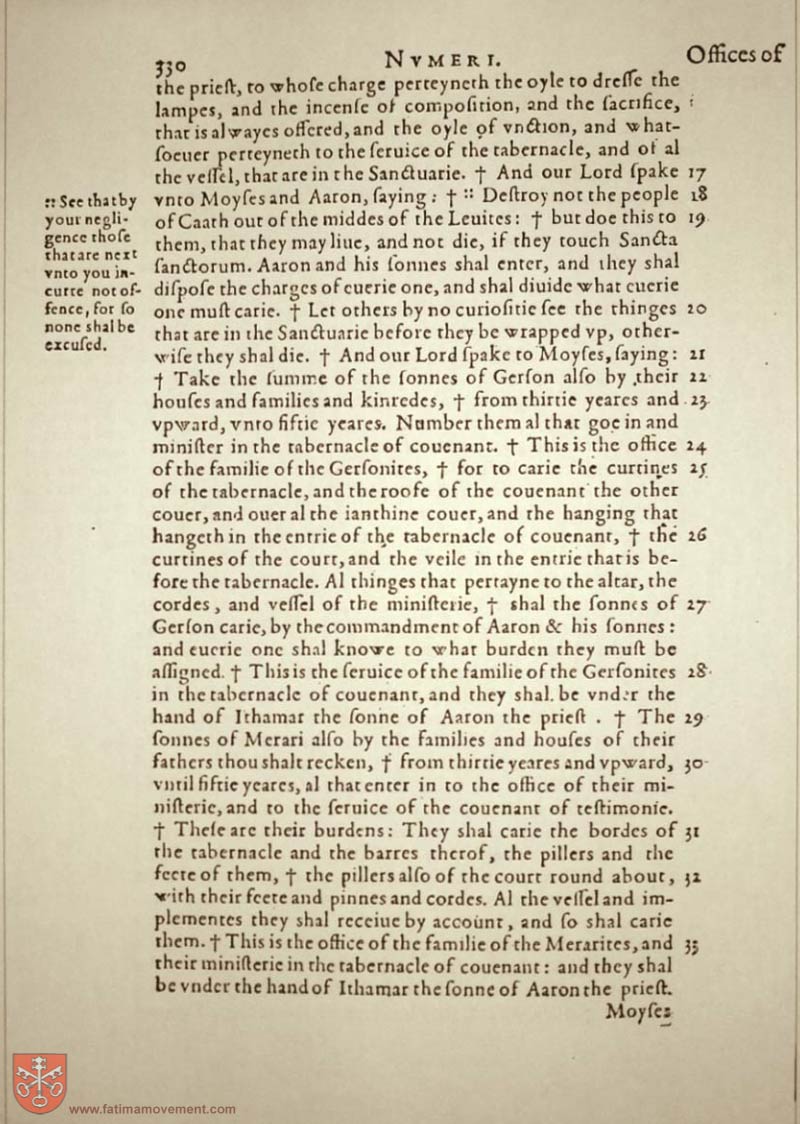 330
NVMERI.
Offices of
the prieſt, to whoſe charge perteyneth the oyle to dreſſe the
lampes, and the incenſe of compoſition, and the ſacrifice,
that is alwayes offered, and the oyle of vnction, and what-
ſoeuer perteyneth to the ſeruice of the tabernacle, and of al
the veſſel, that are in the Sanctuarie. † And our Lord ſpake 17
vnto Moyſes and Aaron, ſaying: † :: Deſtroy not the people 18
of Caath out of the middes of the Leuites: † but doe this to 19
them, that they may liue, and not die, if they touch Sancta
ſanctorum. Aaron and his ſonnes shal enter, and they shal
diſpoſe the charges of euerie one, and shal diuide what euerie
one muſt carie. † Let others by no curioſitie ſee the thinges 20
that are in the Sanctuarie before they be wrapped vp, other-
wiſe they shal die. † And our Lord ſpake to Moyſes, ſaying: 21
† Take the ſumme of the ſonnes of Gerſon alſo by their 22
houſes and families and kinredes, † from thirtie yeares and 23
vpward, vnto fiftie yeares. Number them al that goe in and
miniſter in the tabernacle of couenant. † This is the office 24
of the familie of the Gerſonites, † for to carie the curtines 25
of the tabernacle, and the roofe of the couenant the other
couer, and ouer al the ianthine couer, and the hanging that
hangeth in the entrie of the tabernacle of couenant, † the 26
curtines of the court, and the veile in the entrie that is be-
fore the tabernacle. Al thinges that pertayne to the altar, the
cordes, and veſſel of the miniſterie, † shal the ſonnes of 27
Gerſon carie, by the commandment of Aaron & his ſonnes:
and euerie one shal knowe to what burden they muſt be
aſſigned. † This is the ſeruice of the familie of the Gerſonites 28
in the tabernacle of couenant, and they shal be vnder the
hand of Ithamar the ſonne of Aaron the prieſt. † The 29
ſonnes of Merari alſo by the families and houſes of their
fathers thou shalt recken, † from thirtie yeares and vpward, 30
vntil fiftie yeares, al that enter in to the office of their mi-
niſterie, and to the ſeruice of the couenant of teſtimonie.
† Theſe are their burdens: They shal carie the bordes of 31
the tabernacle and the barres therof, the pillers and the
feete of them, † the pillers alſo of the court round about, 32
with their feete and pinnes and cordes. Al the veſſel and im-
plementes they shal receiue by account, and ſo shal carie
them. † This is the office of the familie of the Merarites, and 33
their miniſterie in the tabernacle of couenant: and they shal
be vnder the hand of Ithamar the ſonne of Aaron the prieſt.
Moyſes
:: See that by
your negli-
gence thoſe
that are next
vnto you in-
curre not of-
fence, for ſo
none shal be
excuſed.
www.fatimamovement.com